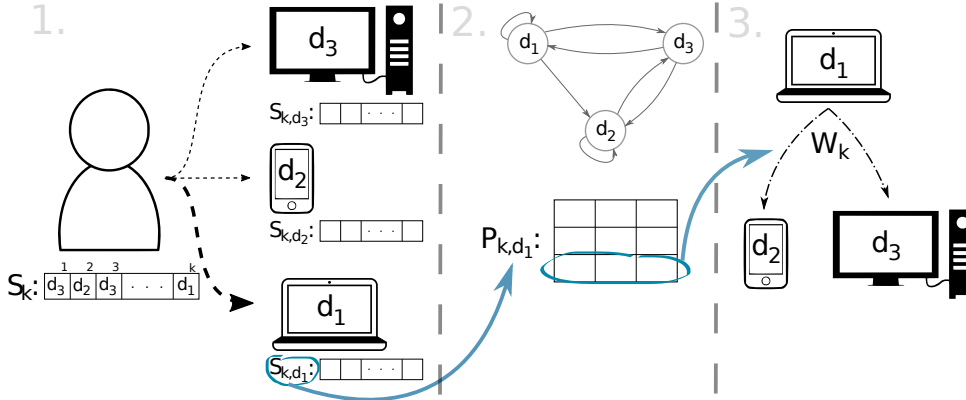 1.
d3
Sk,d3: . . .
d2
Sk,d2: . . .
1 2 3 k
Sk: d3 d2 d3 . . . d1
d1
Sk,d1: . . .
2.
d1
d3
d2
Pk,d1:
3.
d1
Wk
d2
d3